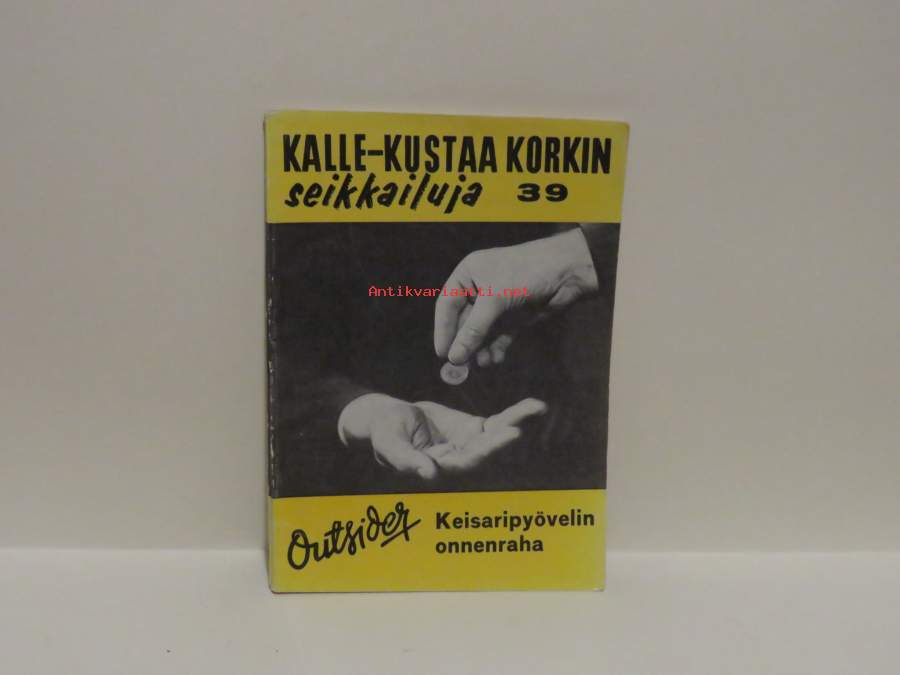 KALLE-KUSTAA KORKIN
seikkailuja 39
Antikvariaatti.net
Outsider
Keisaripyövelin
onnenraha